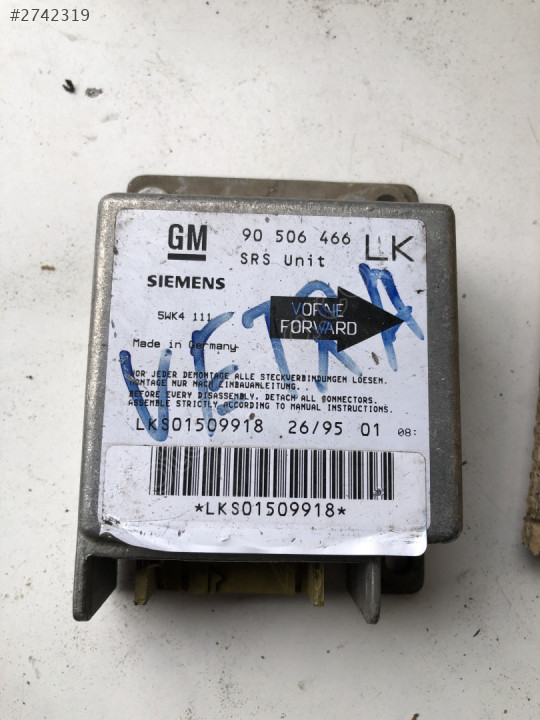 #2742319
GM 90 506 466 LK
SRS Unit
SIEMENS
5WK4 111
VORNE
FORWARD
Made in Germany
VOR JEDER DEMONTAGE ALLE STECKVERBINDUNGEN LOESEN.
MONTAGE NUR NACH EINBAUANLEITUNG.
BEFORE EVERY DISASSEMBLY. DETACH ALL CONNECTORS.
ASSEMBLE STRICTLY ACCORDING TO MANUAL INSTRUCTIONS.
VETRA
LKS01509918 26/95 01 08:
*LKS01509918*